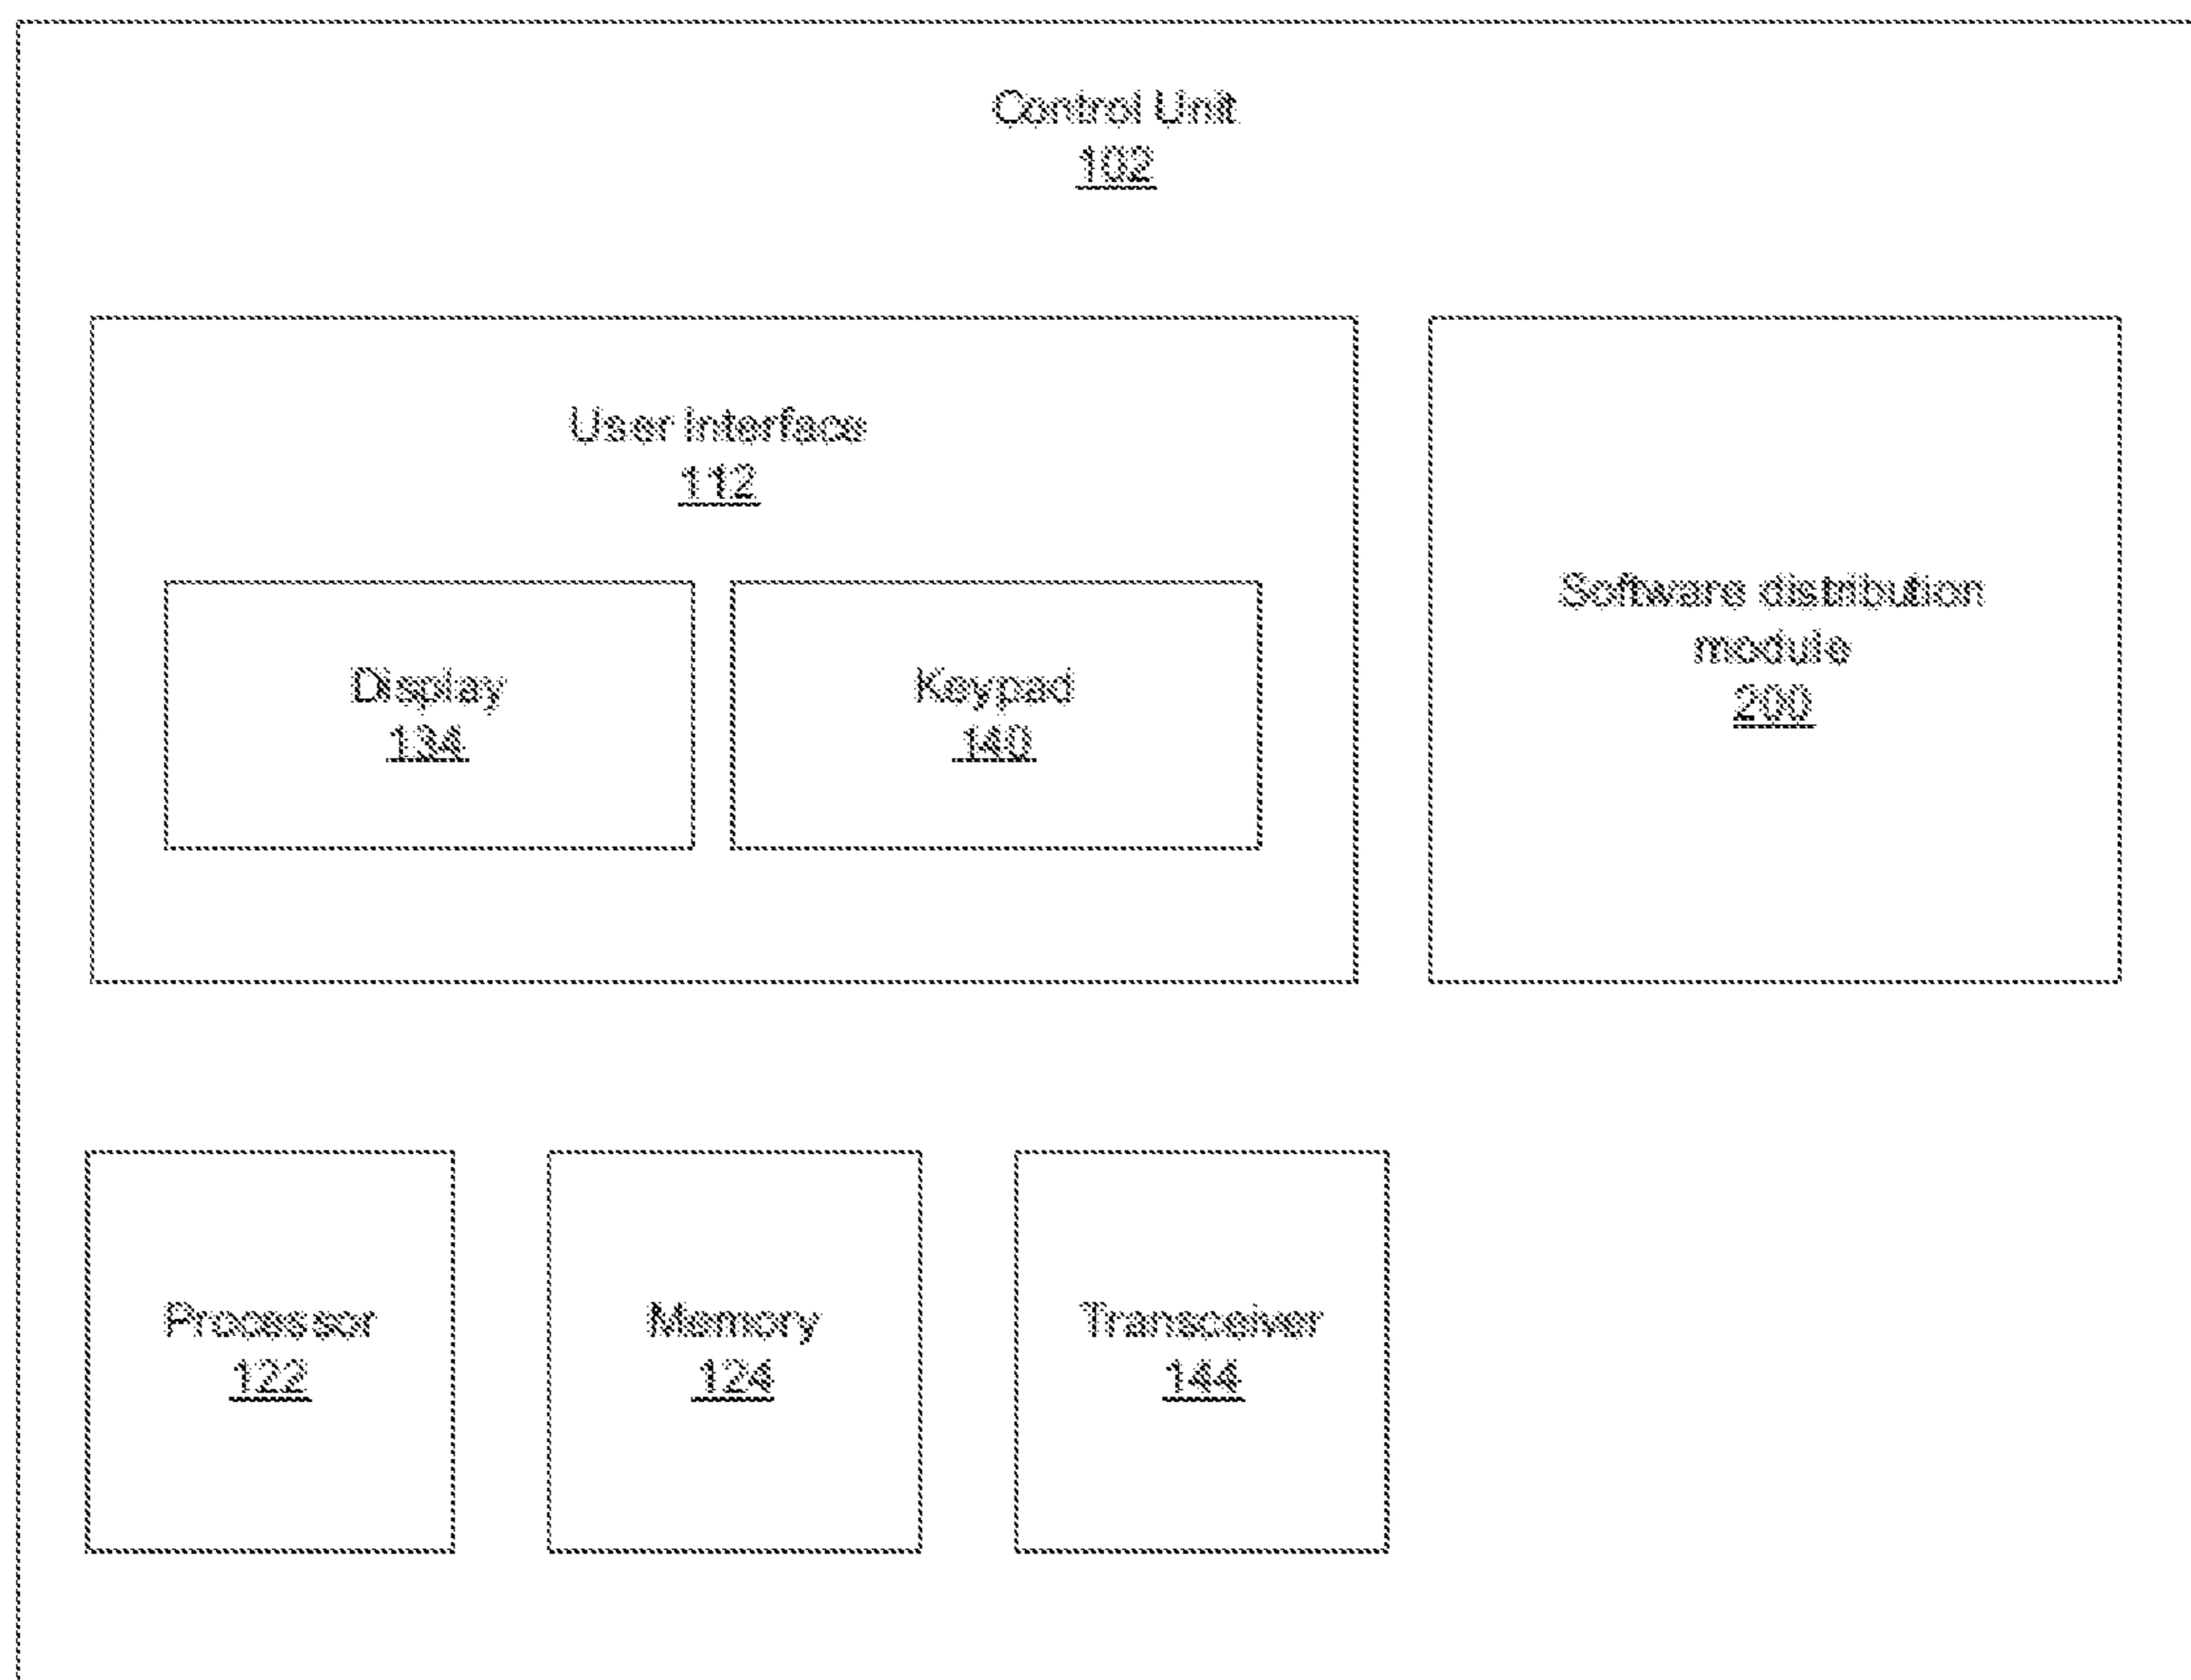 Control Unit
102
User interface
112
Display
134
Keypad
140
Software distribution
module
200
Processor
122
Memory
124
Transceiver
144